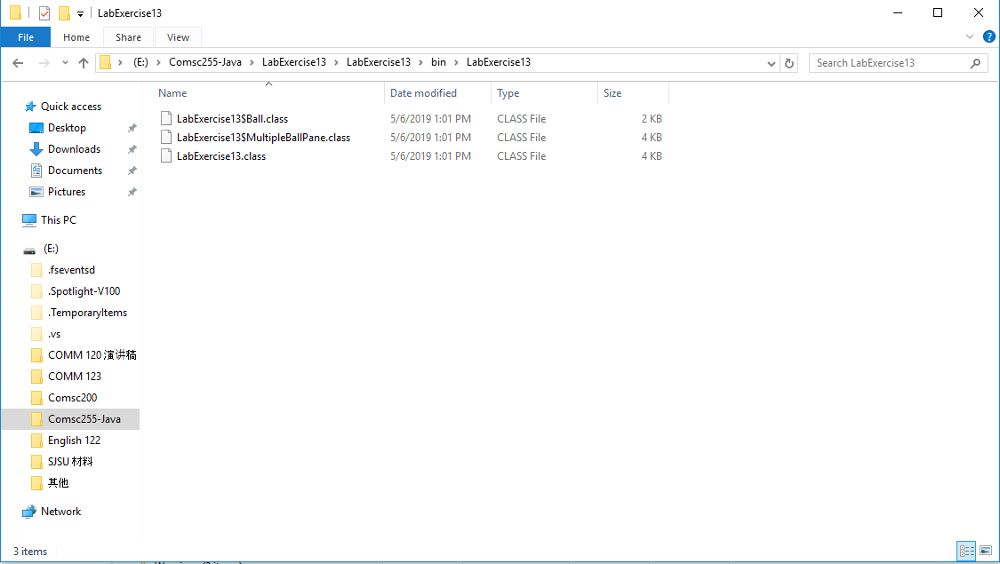 LabExercise13
File Home Share View
(E:) Comsc255-Java LabExercise13 LabExercise13 bin LabExercise13
Search LabExercise13
Name Date modified Type Size
LabExercise13$Ball.class 5/6/2019 1:01 PM CLASS File 2 KB
LabExercise13$MultipleBallPane.class 5/6/2019 1:01 PM CLASS File 4 KB
LabExercise13.class 5/6/2019 1:01 PM CLASS File 4 KB
Quick access
Desktop
Downloads
Documents
Pictures
This PC
(E:)
.fseventsd
.Spotlight-V100
.TemporaryItems
.vs
COMM 120 演讲稿
COMM 123
Comsc200
Comsc255-Java
English 122
SJSU 材料
其他
Network
3 items